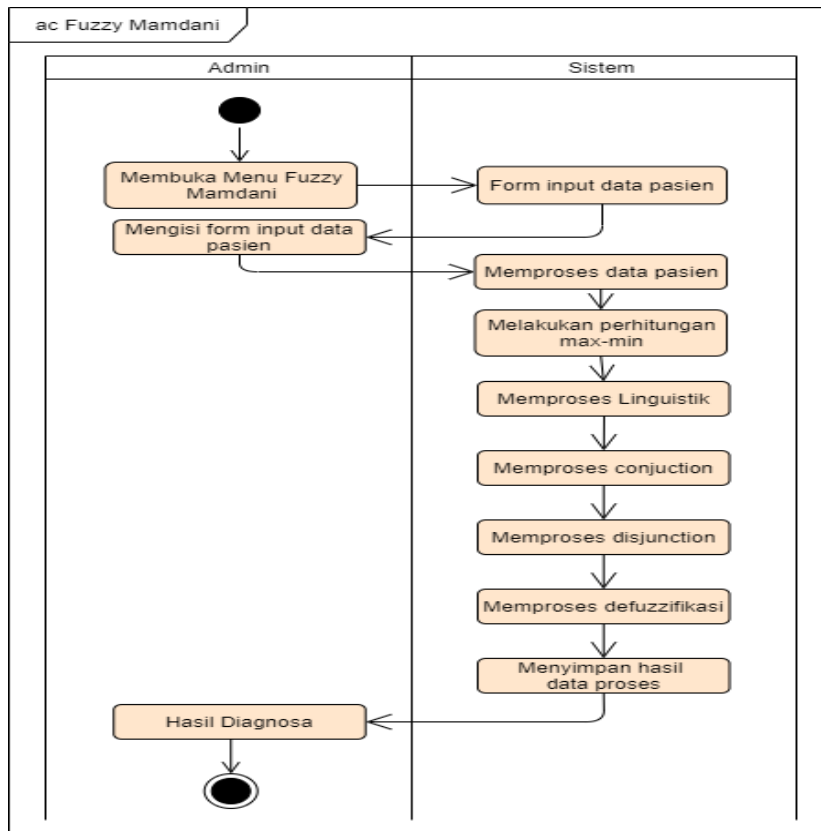 ac Fuzzy Mamdani
Admin
Sistem
Membuka Menu Fuzzy
Mamdani
Form input data pasien
Mengisi form input data
pasien
Memproses data pasien
Melakukan perhitungan
max-min
Memproses Linguistik
Memproses conjuction
Memproses disjunction
Memproses defuzzifikasi
Menyimpan hasil
data proses
Hasil Diagnosa